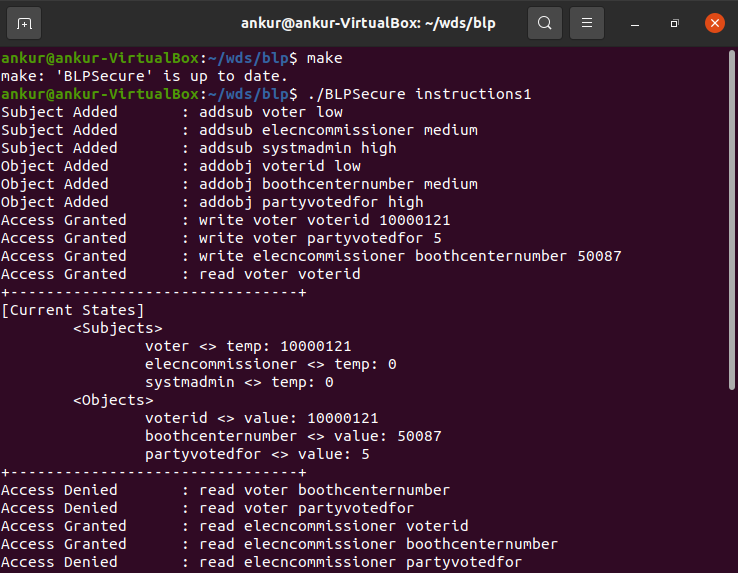 ankur@ankur-VirtualBox: ~/wds/blp
ankur@ankur-VirtualBox:~/wds/blp$ make
make: 'BLPSecure' is up to date.
ankur@ankur-VirtualBox:~/wds/blp$ ./BLPSecure instructions1
Subject Added : addsub voter low
Subject Added : addsub elecncommissioner medium
Subject Added : addsub systmadmin high
Object Added : addobj voterid low
Object Added : addobj boothcenternumber medium
Object Added : addobj partyvotedfor high
Access Granted : write voter voterid 10000121
Access Granted : write voter partyvotedfor 5
Access Granted : write elecncommissioner boothcenternumber 50087
Access Granted : read voter voterid
+--------------------------------+
[Current States]
<Subjects>
voter <> temp: 10000121
elecncommissioner <> temp: 0
systmadmin <> temp: 0
<Objects>
voterid <> value: 10000121
boothcenternumber <> value: 50087
partyvotedfor <> value: 5
+--------------------------------+
Access Denied : read voter boothcenternumber
Access Denied : read voter partyvotedfor
Access Granted : read elecncommissioner voterid
Access Granted : read elecncommissioner boothcenternumber
Access Denied : read elecncommissioner partyvotedfor